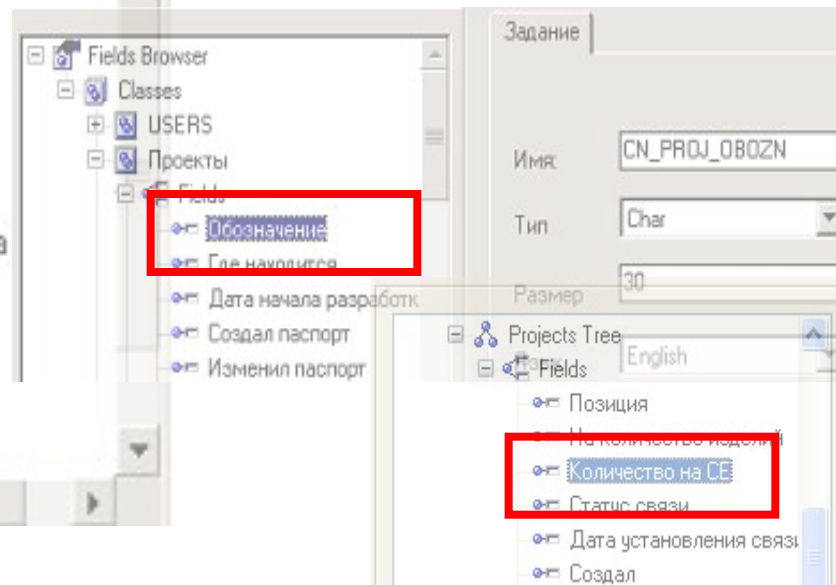 Fields Browser
Classes
USERS
Проекты
Fields
Обозначение
Где находится
Дата начала разработк
Создал паспорт
Изменил паспорт
а
Задание
Имя:
CN_PROJ_OBOZN
Тип
Char
Размер
30
English
Projects Tree
Fields
Позиция
На количество изделий
Количество на СЕ
Статус связи
Дата установления связи
Создал